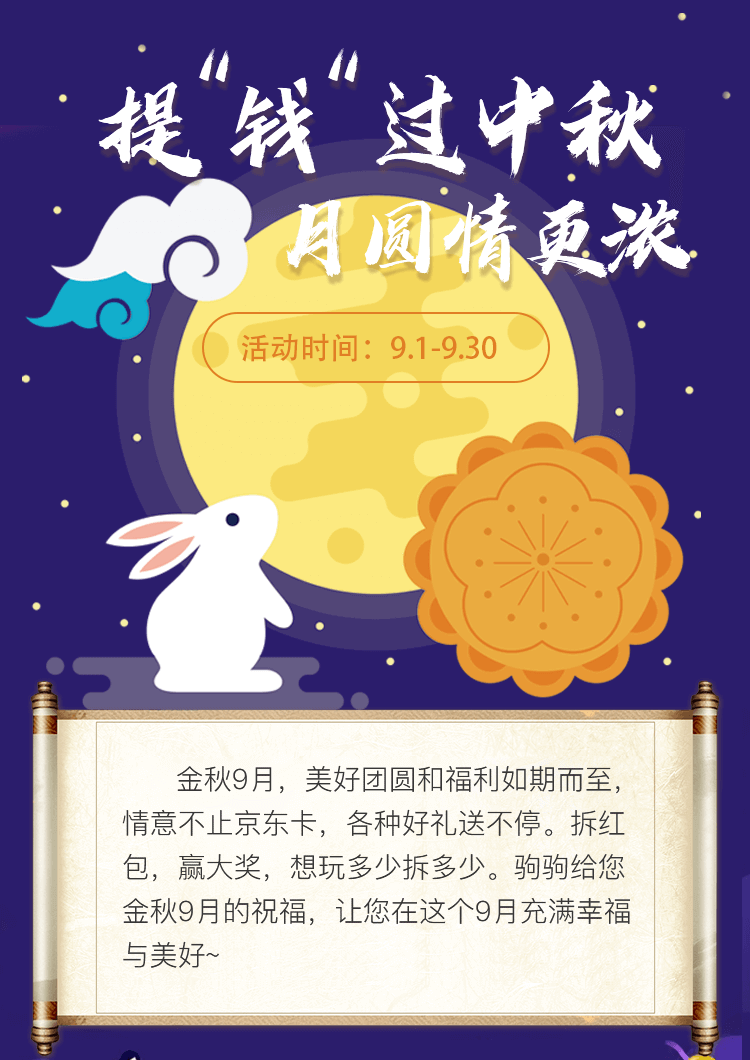 提“钱“过中秋
月圆情更浓
活动时间：9.1-9.30
金秋9月，美好团圆和福利如期而至，
情意不止京东卡，各种好礼送不停。拆红
包，赢大奖，想玩多少拆多少。驹驹给您
金秋9月的祝福，让您在这个9月充满幸福
与美好~